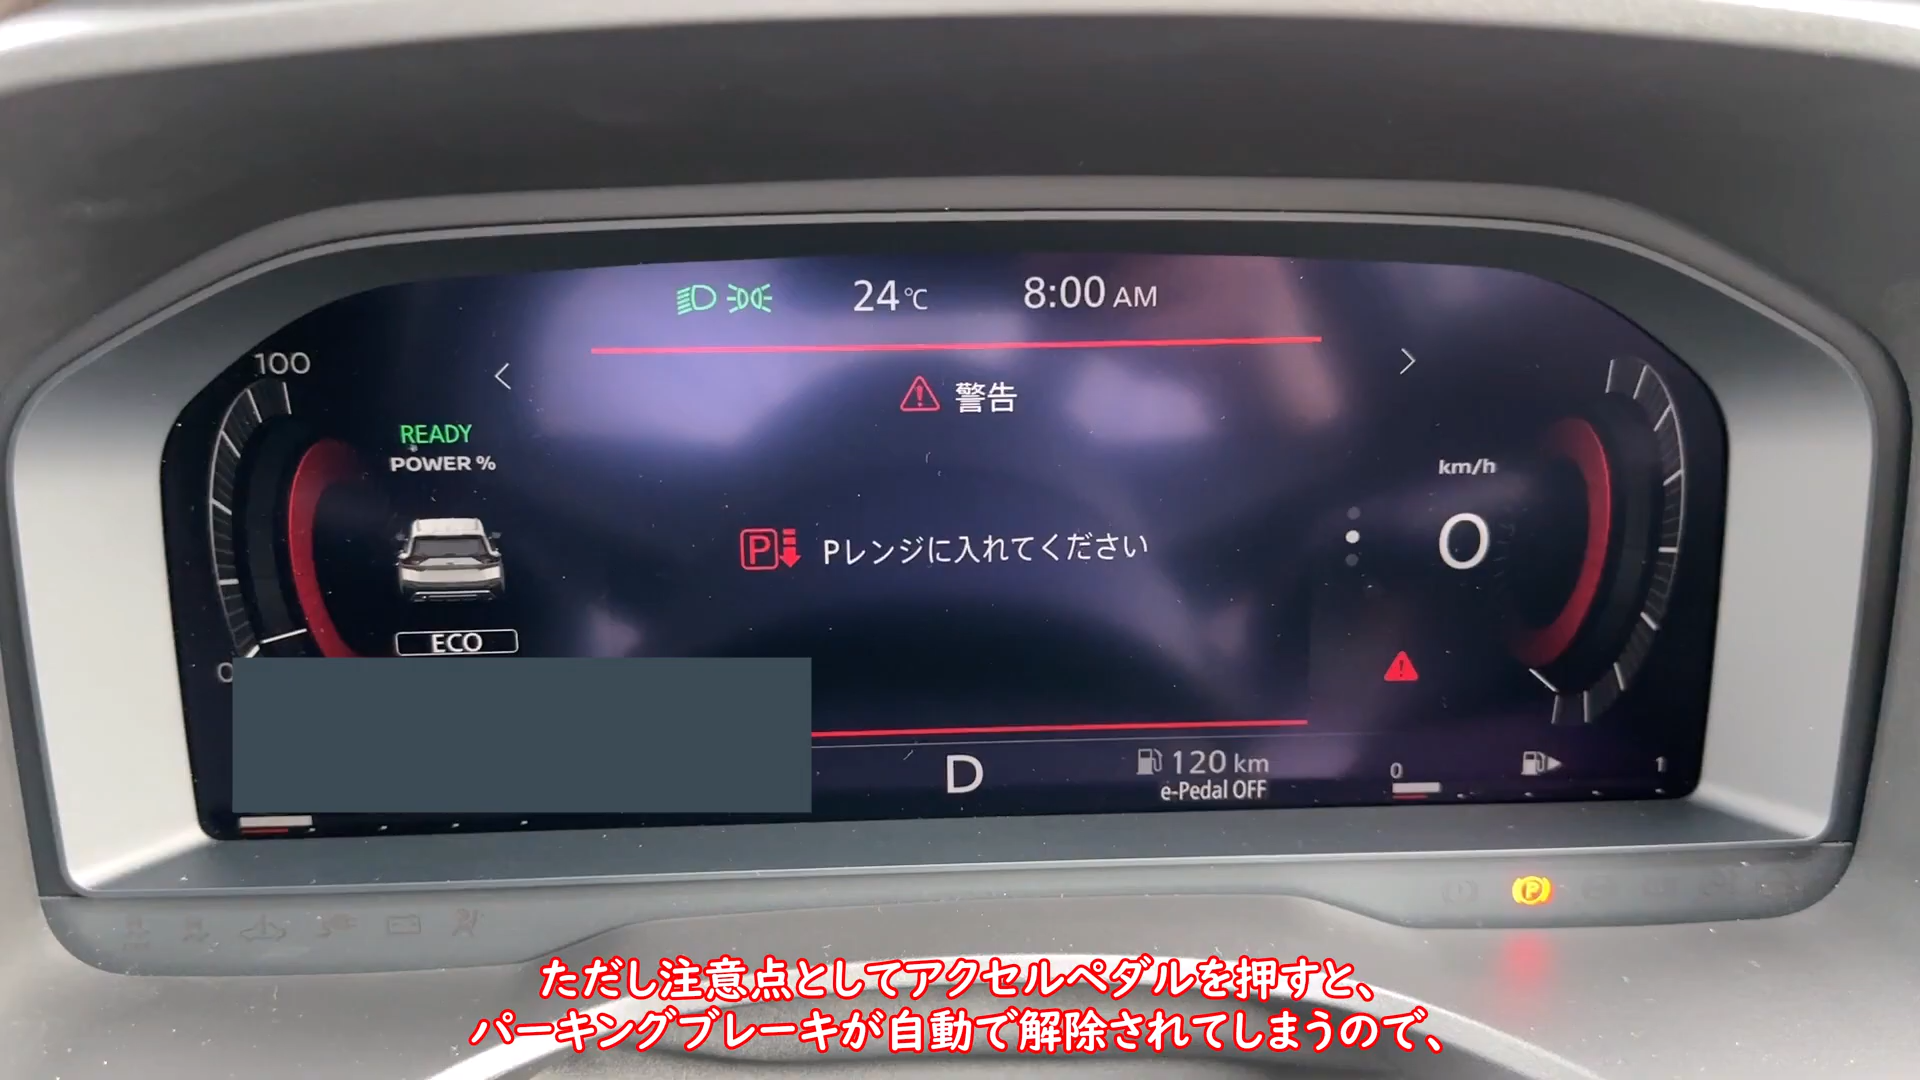 24℃ 8:00 AM
100
警告
READY
POWER %
km/h
P Pレンジに入れてください
0
ECO
0
D
120 km
e-Pedal OFF
0
1
P
ただし注意点としてアクセルペダルを押すと、
パーキングブレーキが自動で解除されてしまうので、